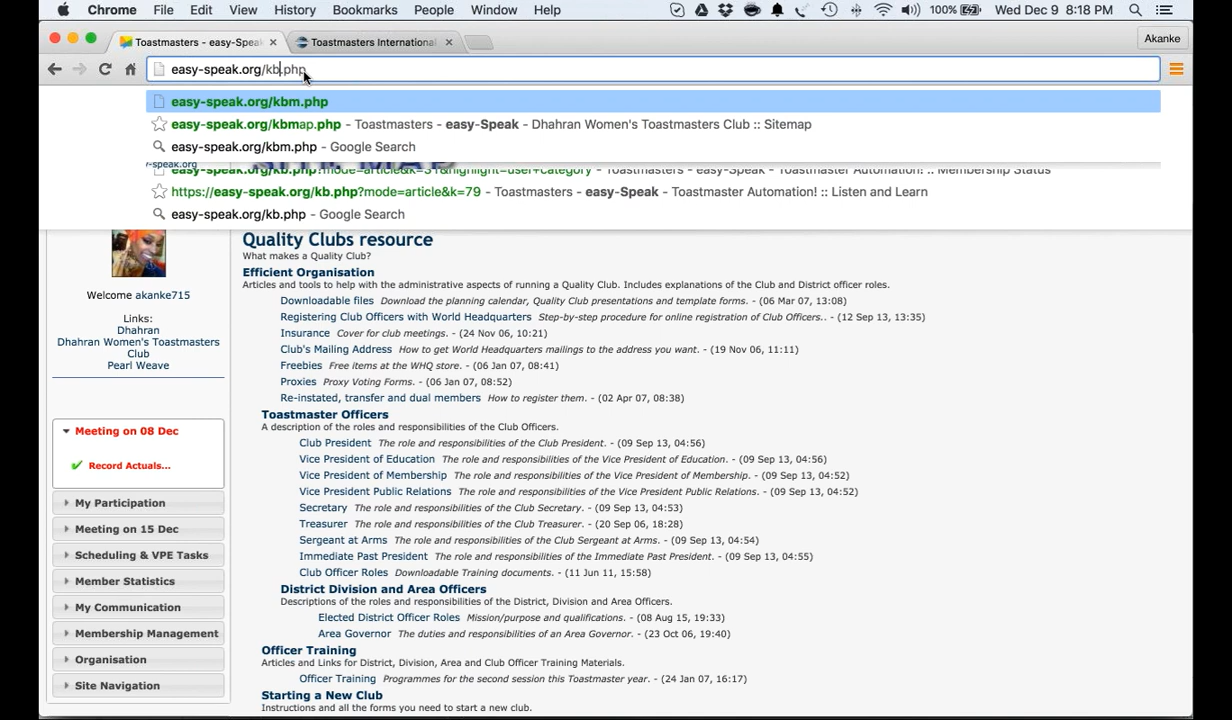 Chrome File Edit View History Bookmarks People Window Help 100% Wed Dec 9 8:18 PM
Toastmasters - easy-Speak Toastmasters International Akanke
easy-speak.org/kb.php
easy-speak.org/kbm.php
easy-speak.org/kbmap.php - Toastmasters - easy-Speak - Dhahran Women's Toastmasters Club :: Sitemap
easy-speak.org/kbm.php - Google Search
easy-speak.org/kb.php?mode=article&k=31&highlight=user+category - Toastmasters - easy-Speak - Toastmaster Automation! :: Membership Status
https://easy-speak.org/kb.php?mode=article&k=79 - Toastmasters - easy-Speak - Toastmaster Automation! :: Listen and Learn
easy-speak.org/kb.php - Google Search
Welcome akanke715
Links:
Dhahran
Dhahran Women's Toastmasters
Club
Pearl Weave
Meeting on 08 Dec
Record Actuals...
My Participation
Meeting on 15 Dec
Scheduling & VPE Tasks
Member Statistics
My Communication
Membership Management
Organisation
Site Navigation
Quality Clubs resource
What makes a Quality Club?
Efficient Organisation
Articles and tools to help with the administrative aspects of running a Quality Club. Includes explanations of the Club and District officer roles.
Downloadable files Download the planning calendar, Quality Club presentations and template forms. - (06 Mar 07, 13:08)
Registering Club Officers with World Headquarters Step-by-step procedure for online registration of Club Officers.. - (12 Sep 13, 13:35)
Insurance Cover for club meetings. - (24 Nov 06, 10:21)
Club's Mailing Address How to get World Headquarters mailings to the address you want. - (19 Nov 06, 11:11)
Freebies Free items at the WHQ store. - (06 Jan 07, 08:41)
Proxies Proxy Voting Forms. - (06 Jan 07, 08:52)
Re-instated, transfer and dual members How to register them. - (02 Apr 07, 08:38)
Toastmaster Officers
A description of the roles and responsibilities of the Club Officers.
Club President The role and responsibilities of the Club President. - (09 Sep 13, 04:56)
Vice President of Education The role and responsibilities of the Vice President of Education. - (09 Sep 13, 04:56)
Vice President of Membership The role and responsibilities of the Vice President of Membership. - (09 Sep 13, 04:52)
Vice President Public Relations The role and responsibilities of the Vice President Public Relations. - (09 Sep 13, 04:52)
Secretary The role and responsibilities of the Club Secretary. - (09 Sep 13, 04:53)
Treasurer The role and responsibilities of the Club Treasurer. - (20 Sep 06, 18:28)
Sergeant at Arms The role and responsibilities of the Club Sergeant at Arms. - (09 Sep 13, 04:54)
Immediate Past President The role and responsibilities of the Immediate Past President. - (09 Sep 13, 04:55)
Club Officer Roles Downloadable Training documents. - (11 Jun 11, 15:58)
District Division and Area Officers
Descriptions of the roles and responsibilities of the District, Division and Area Officers.
Elected District Officer Roles Mission/purpose and qualifications. - (08 Aug 15, 19:33)
Area Governor The duties and responsibilities of an Area Governor. - (23 Oct 06, 19:40)
Officer Training
Articles and Links for District, Division, Area and Club Officer Training Materials.
Officer Training Programmes for the second session this Toastmaster year. - (24 Jan 07, 16:17)
Starting a New Club
Instructions and all the forms you need to start a new club.